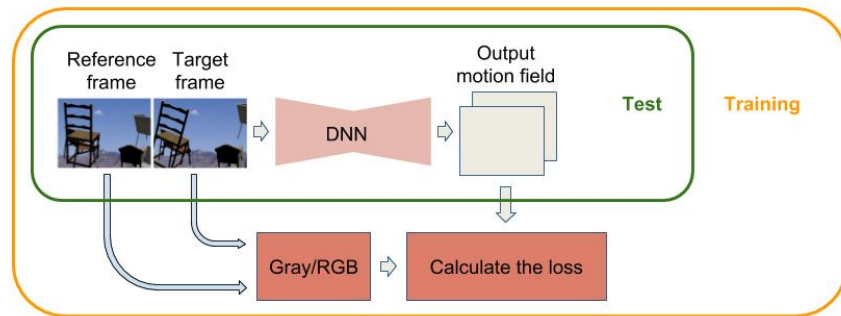 Reference
frame
Target
frame
Output
motion field
DNN
Test
Training
Gray/RGB
Calculate the loss